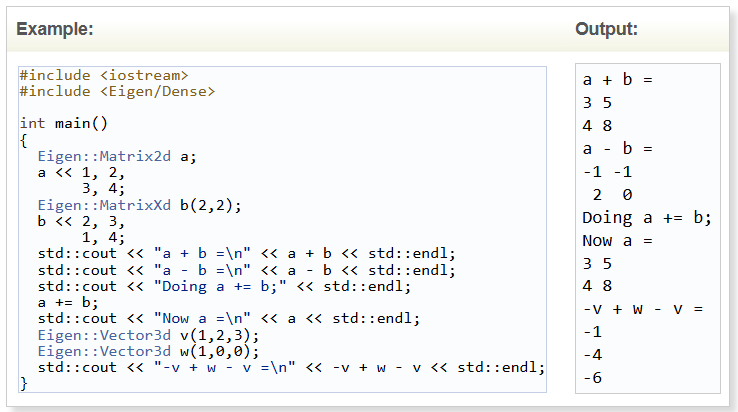 Example:
#include <iostream>
#include <Eigen/Dense>
int main()
{
  Eigen::Matrix2d a;
  a << 1, 2,
       3, 4;
  Eigen::MatrixXd b(2,2);
  b << 2, 3,
       1, 4;
  std::cout << "a + b =\n" << a + b << std::endl;
  std::cout << "a - b =\n" << a - b << std::endl;
  std::cout << "Doing a += b;" << std::endl;
  a += b;
  std::cout << "Now a =\n" << a << std::endl;
  Eigen::Vector3d v(1,2,3);
  Eigen::Vector3d w(1,0,0);
  std::cout << "-v + w - v =\n" << -v + w - v << std::endl;
}
Output:
a + b =
3 5
4 8
a - b =
-1 -1
 2  0
Doing a += b;
Now a =
3 5
4 8
-v + w - v =
-1
-4
-6